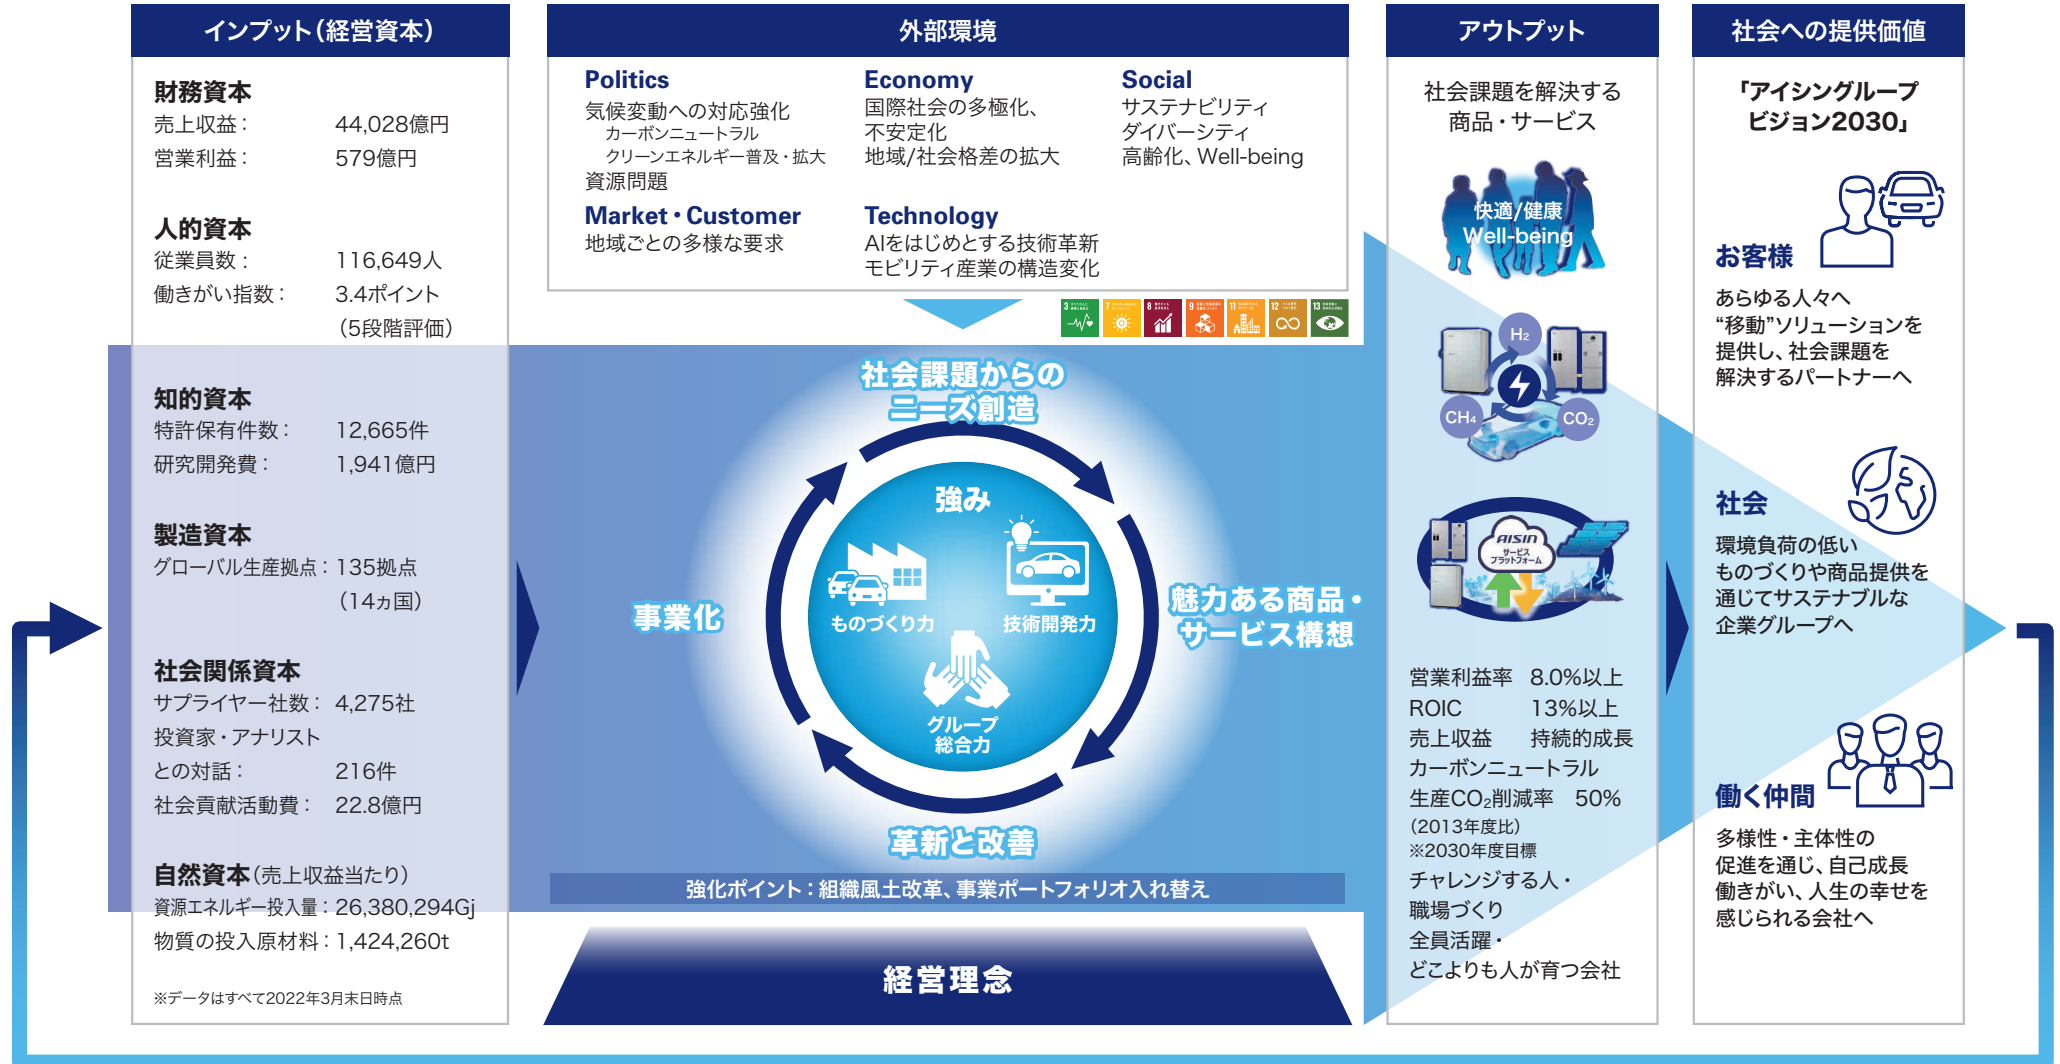 インプット（経営資本）
財務資本
売上収益： 44,028億円
営業利益： 579億円
人的資本
従業員数： 116,649人
働きがい指数： 3.4ポイント
（5段階評価）
知的資本
特許保有件数： 12,665件
研究開発費： 1,941億円
製造資本
グローバル生産拠点：135拠点
（14ヵ国）
社会関係資本
サプライヤー社数： 4,275社
投資家・アナリスト
との対話： 216件
社会貢献活動費： 22.8億円
自然資本（売上収益当たり）
資源エネルギー投入量：26,380,294Gj
物質の投入原材料：1,424,260t
※データはすべて2022年3月末日時点
外部環境
Politics
気候変動への対応強化
カーボンニュートラル
クリーンエネルギー普及・拡大
資源問題
Economy
国際社会の多極化、
不安定化
地域/社会格差の拡大
Social
サステナビリティ
ダイバーシティ
高齢化、Well-being
Market・Customer
地域ごとの多様な要求
Technology
AIをはじめとする技術革新
モビリティ産業の構造変化
3
7
8
9
11
12
13
社会課題からの
ニーズ創造
魅力ある商品・
サービス構想
革新と改善
事業化
強み
ものづくり力
技術開発力
グループ
総合力
強化ポイント：組織風土改革、事業ポートフォリオ入れ替え
経営理念
アウトプット
社会課題を解決する
商品・サービス
快適/健康
Well-being
H2
CH4
CO2
AISIN
サービス
プラットフォーム
営業利益率 8.0%以上
ROIC 13%以上
売上収益 持続的成長
カーボンニュートラル
生産CO2削減率 50%
（2013年度比）
※2030年度目標
チャレンジする人・
職場づくり
全員活躍・
どこよりも人が育つ会社
社会への提供価値
「アイシングループ
ビジョン2030」
お客様
あらゆる人々へ
“移動”ソリューションを
提供し、社会課題を
解決するパートナーへ
社会
環境負荷の低い
ものづくりや商品提供を
通じてサステナブルな
企業グループへ
働く仲間
多様性・主体性の
促進を通じ、自己成長
働きがい、人生の幸せを
感じられる会社へ